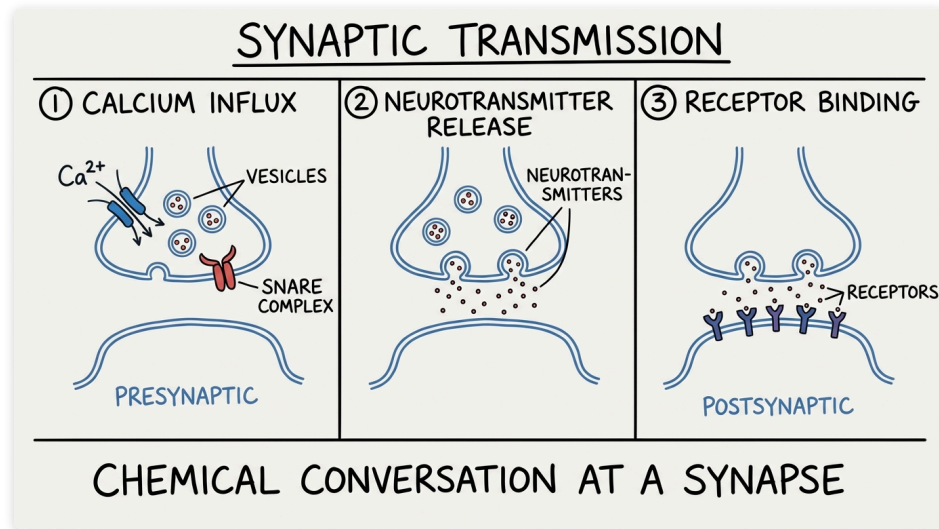 SYNAPTIC TRANSMISSION
① CALCIUM INFLUX
Ca²⁺
VESICLES
SNARE
COMPLEX
PRESYNAPTIC
② NEUROTRANSMITTER
RELEASE
NEUROTRAN-
SMITTERS
③ RECEPTOR BINDING
RECEPTORS
POSTSYNAPTIC
CHEMICAL CONVERSATION AT A SYNAPSE